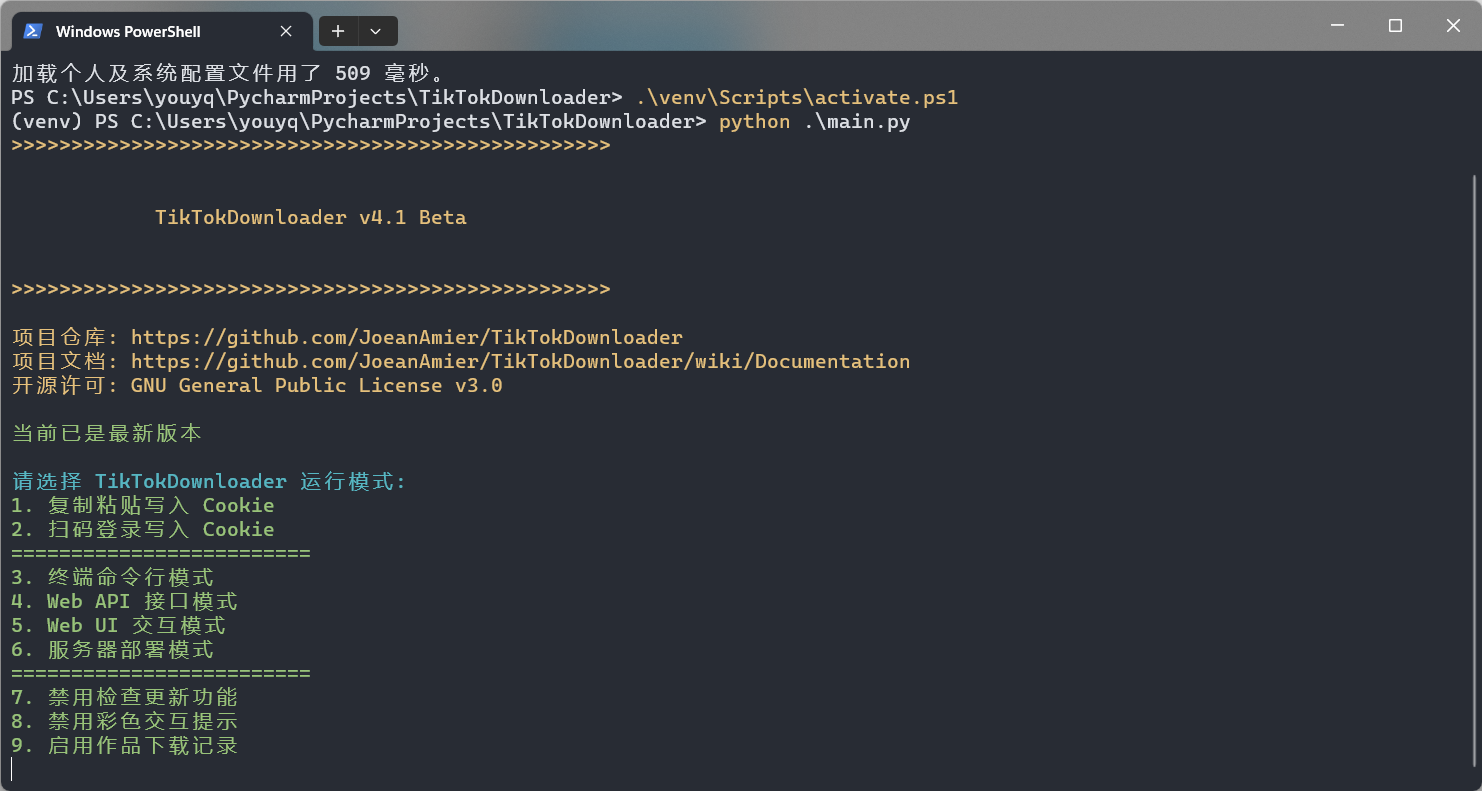 Windows PowerShell
加载个人及系统配置文件用了 509 毫秒。
PS C:\Users\youyq\PycharmProjects\TikTokDownloader> .\venv\Scripts\activate.ps1
(venv) PS C:\Users\youyq\PycharmProjects\TikTokDownloader> python .\main.py
>>>>>>>>>>>>>>>>>>>>>>>>>>>>>>>>>>>>>>>>>>>>>>>>>>
TikTokDownloader v4.1 Beta
>>>>>>>>>>>>>>>>>>>>>>>>>>>>>>>>>>>>>>>>>>>>>>>>>>
项目仓库: https://github.com/JoeanAmier/TikTokDownloader
项目文档: https://github.com/JoeanAmier/TikTokDownloader/wiki/Documentation
开源许可: GNU General Public License v3.0
当前已是最新版本
请选择 TikTokDownloader 运行模式:
1. 复制粘贴写入 Cookie
2. 扫码登录写入 Cookie
=========================
3. 终端命令行模式
4. Web API 接口模式
5. Web UI 交互模式
6. 服务器部署模式
=========================
7. 禁用检查更新功能
8. 禁用彩色交互提示
9. 启用作品下载记录